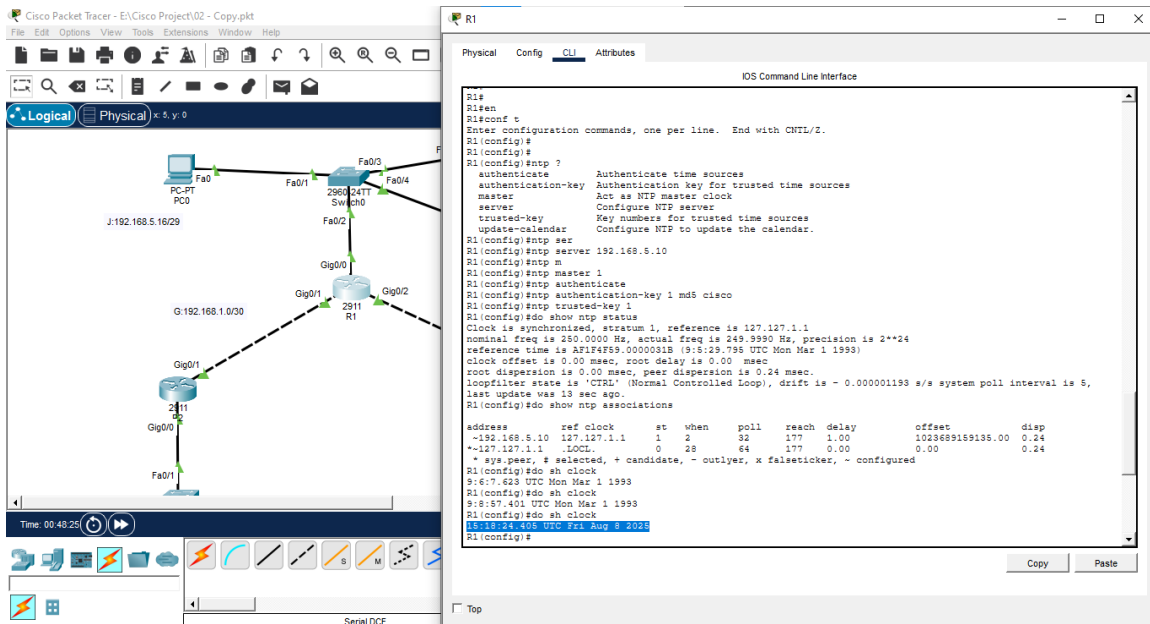 Cisco Packet Tracer - E:\Cisco Project\02 - Copy.pkt
File Edit Options View Tools Extensions Window Help
Logical Physical x: 5, y: 0
Fa0/3
Fa0
Fa0/1
Fa0/4
PC-PT
PC0
2960-24TT
Switch0
J:192.168.5.16/29
Fa0/2
Gig0/0
Gig0/1
Gig0/2
2911
R1
G:192.168.1.0/30
Gig0/1
2911
Gig0/0
Fa0/1
Time: 00:48:25
Serial DCE
R1
Physical Config CLI Attributes
IOS Command Line Interface
R1#
R1#en
R1#conf t
Enter configuration commands, one per line. End with CNTL/Z.
R1(config)#
R1(config)#
R1(config)#ntp ?
authenticate Authenticate time sources
authentication-key Authentication key for trusted time sources
master Act as NTP master clock
server Configure NTP server
trusted-key Key numbers for trusted time sources
update-calendar Configure NTP to update the calendar.
R1(config)#ntp ser
R1(config)#ntp server 192.168.5.10
R1(config)#ntp m
R1(config)#ntp master 1
R1(config)#ntp authenticate
R1(config)#ntp authentication-key 1 md5 cisco
R1(config)#ntp trusted-key 1
R1(config)#do show ntp status
Clock is synchronized, stratum 1, reference is 127.127.1.1
nominal freq is 250.0000 Hz, actual freq is 249.9990 Hz, precision is 2**24
reference time is AF1F4F59.0000031B (9:5:29.795 UTC Mon Mar 1 1993)
clock offset is 0.00 msec, root delay is 0.00 msec
root dispersion is 0.00 msec, peer dispersion is 0.24 msec.
loopfilter state is 'CTRL' (Normal Controlled Loop), drift is - 0.000001193 s/s system poll interval is 5,
last update was 13 sec ago.
R1(config)#do show ntp associations
address ref clock st when poll reach delay offset disp
~192.168.5.10 127.127.1.1 1 2 32 177 1.00 1023689159135.00 0.24
*~127.127.1.1 .LOCL. 0 28 64 177 0.00 0.00 0.24
* sys.peer, # selected, + candidate, - outlyer, x falseticker, ~ configured
R1(config)#do sh clock
9:6:7.623 UTC Mon Mar 1 1993
R1(config)#do sh clock
9:8:57.401 UTC Mon Mar 1 1993
R1(config)#do sh clock
15:18:24.405 UTC Fri Aug 8 2025
R1(config)#
Copy Paste
Top